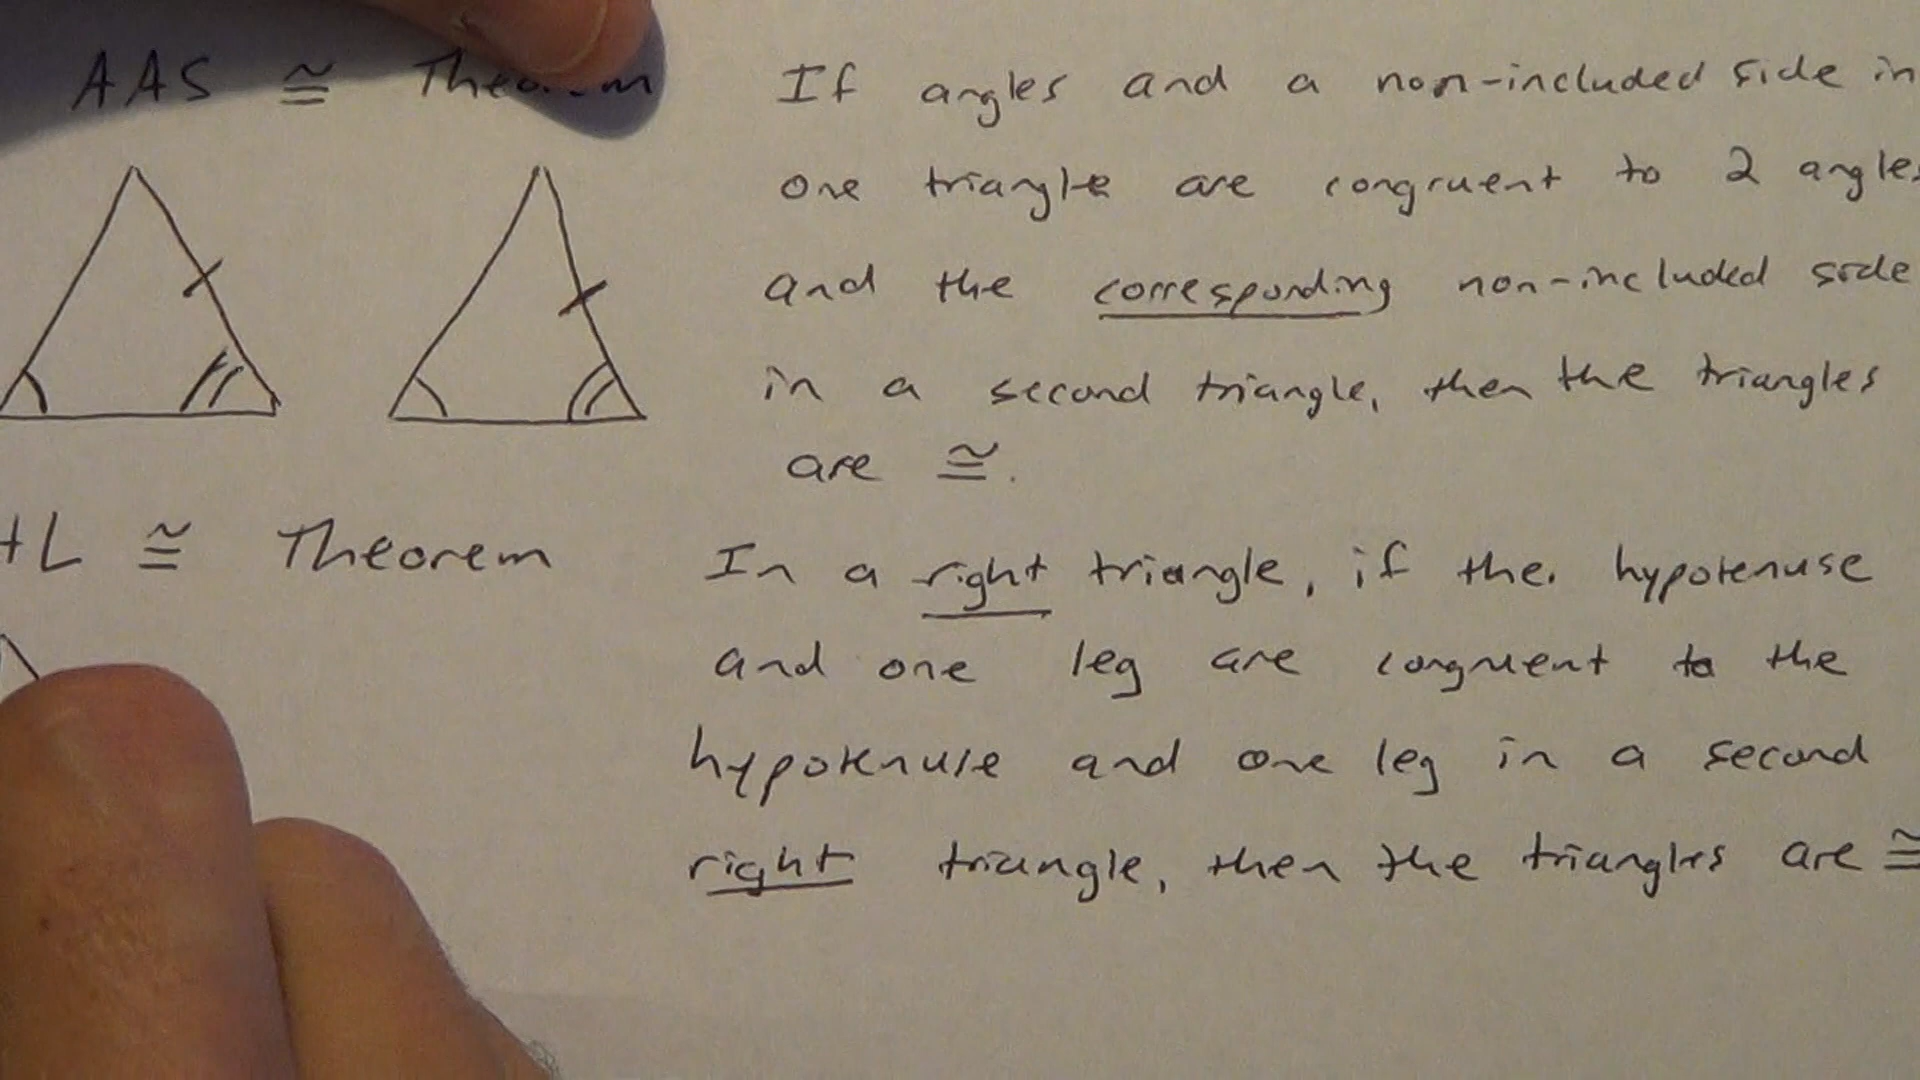 AAS ≅ Theorem
If angles and a non-included side in
one triangle are congruent to 2 angles
and the corresponding non-included side
in a second triangle, then the triangles
are ≅.
HL ≅ Theorem
In a right triangle, if the hypotenuse
and one leg are congruent to the
hypotenuse and one leg in a second
right triangle, then the triangles are ≅